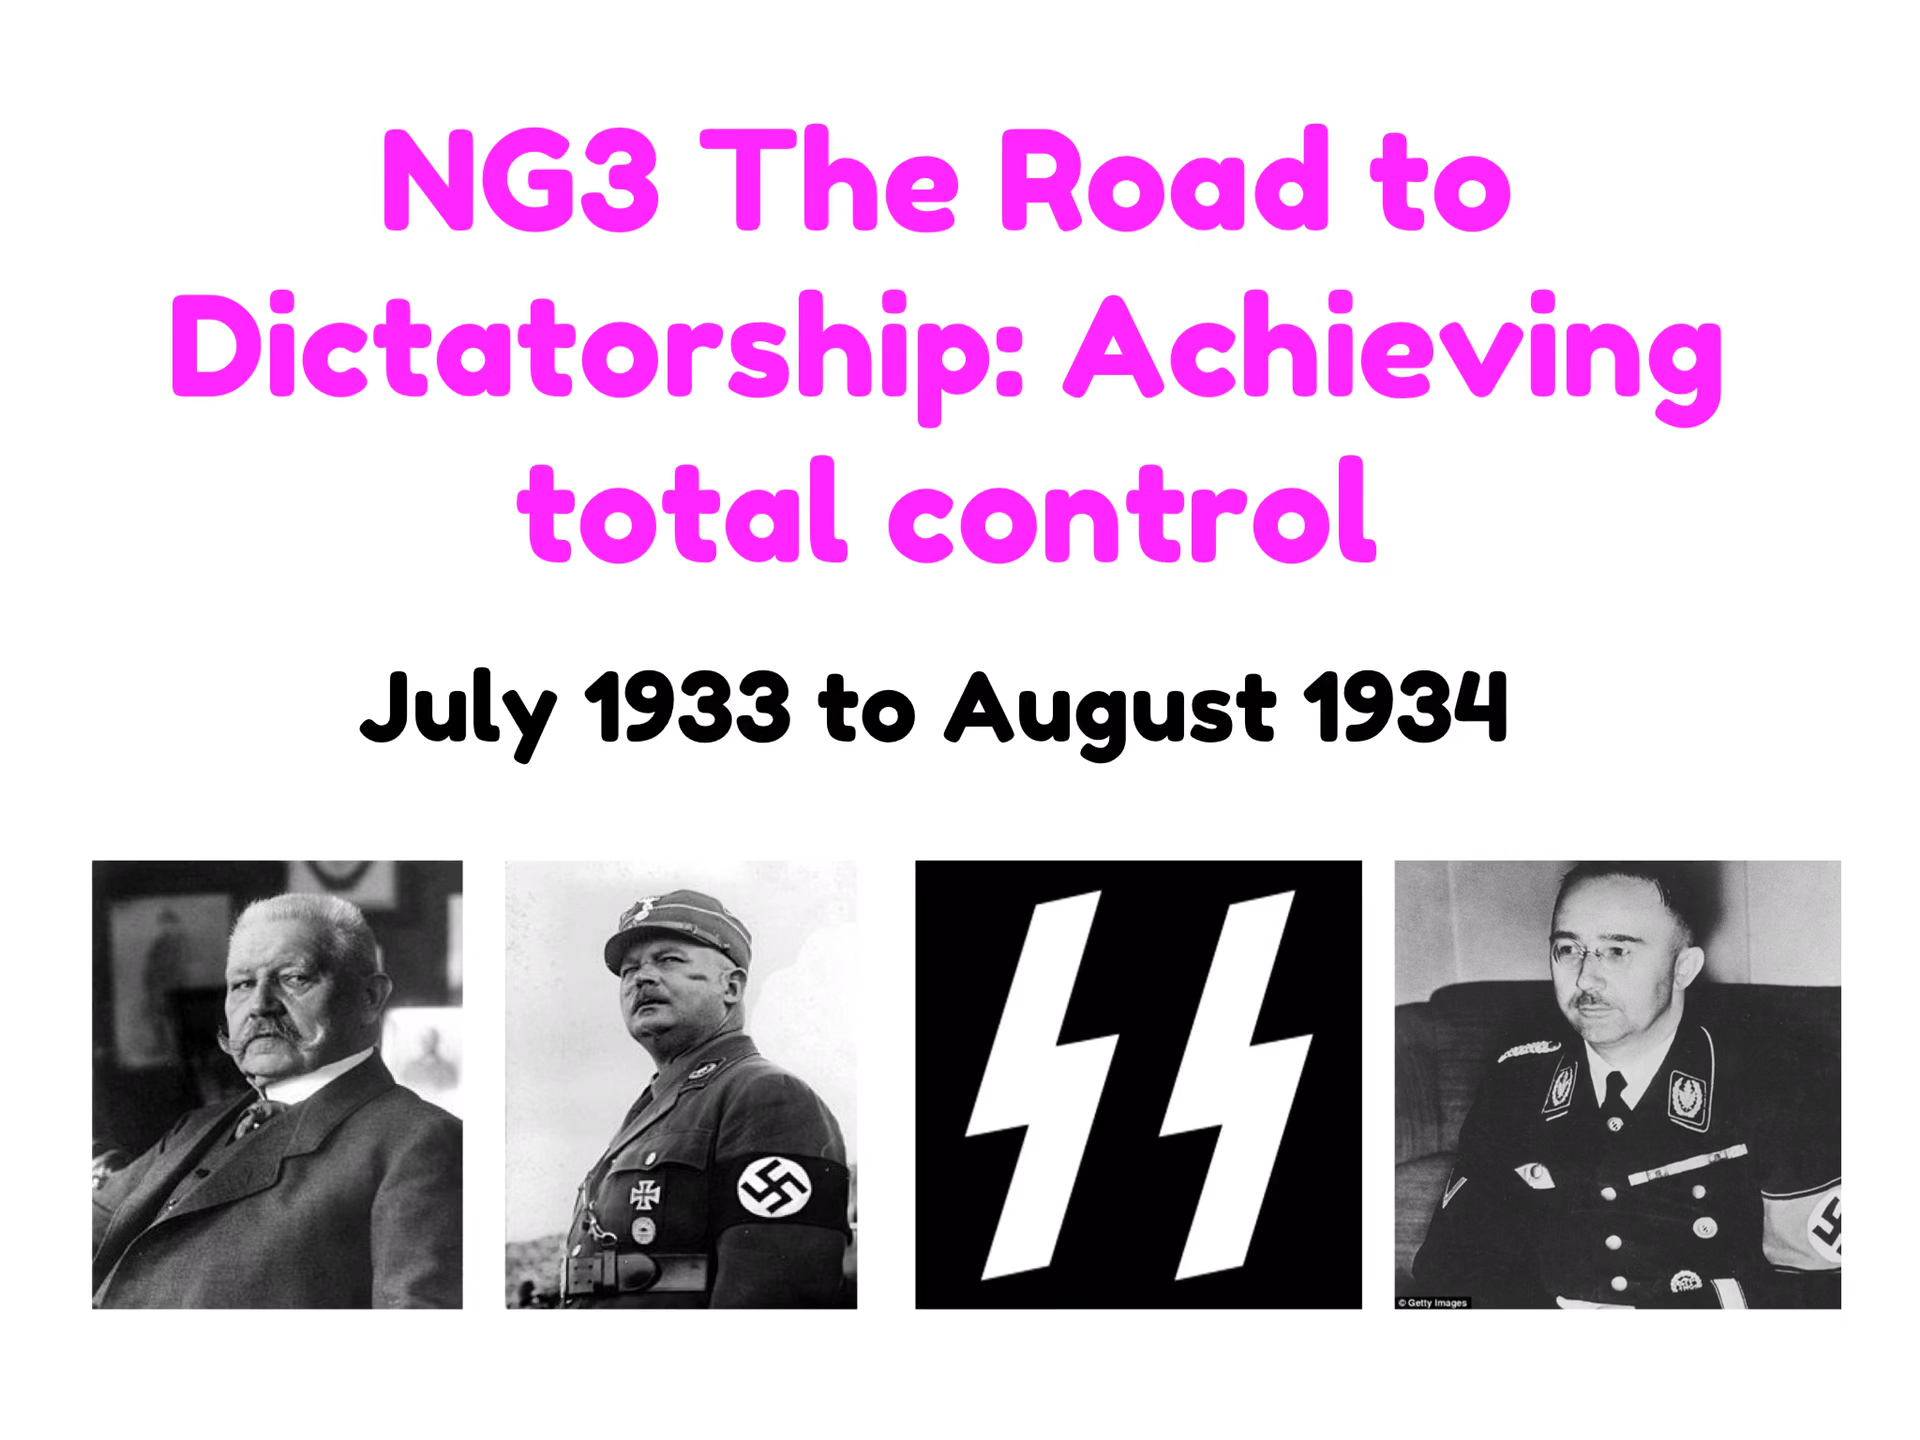 NG3 The Road to
Dictatorship: Achieving
total control
July 1933 to August 1934
© Getty Images